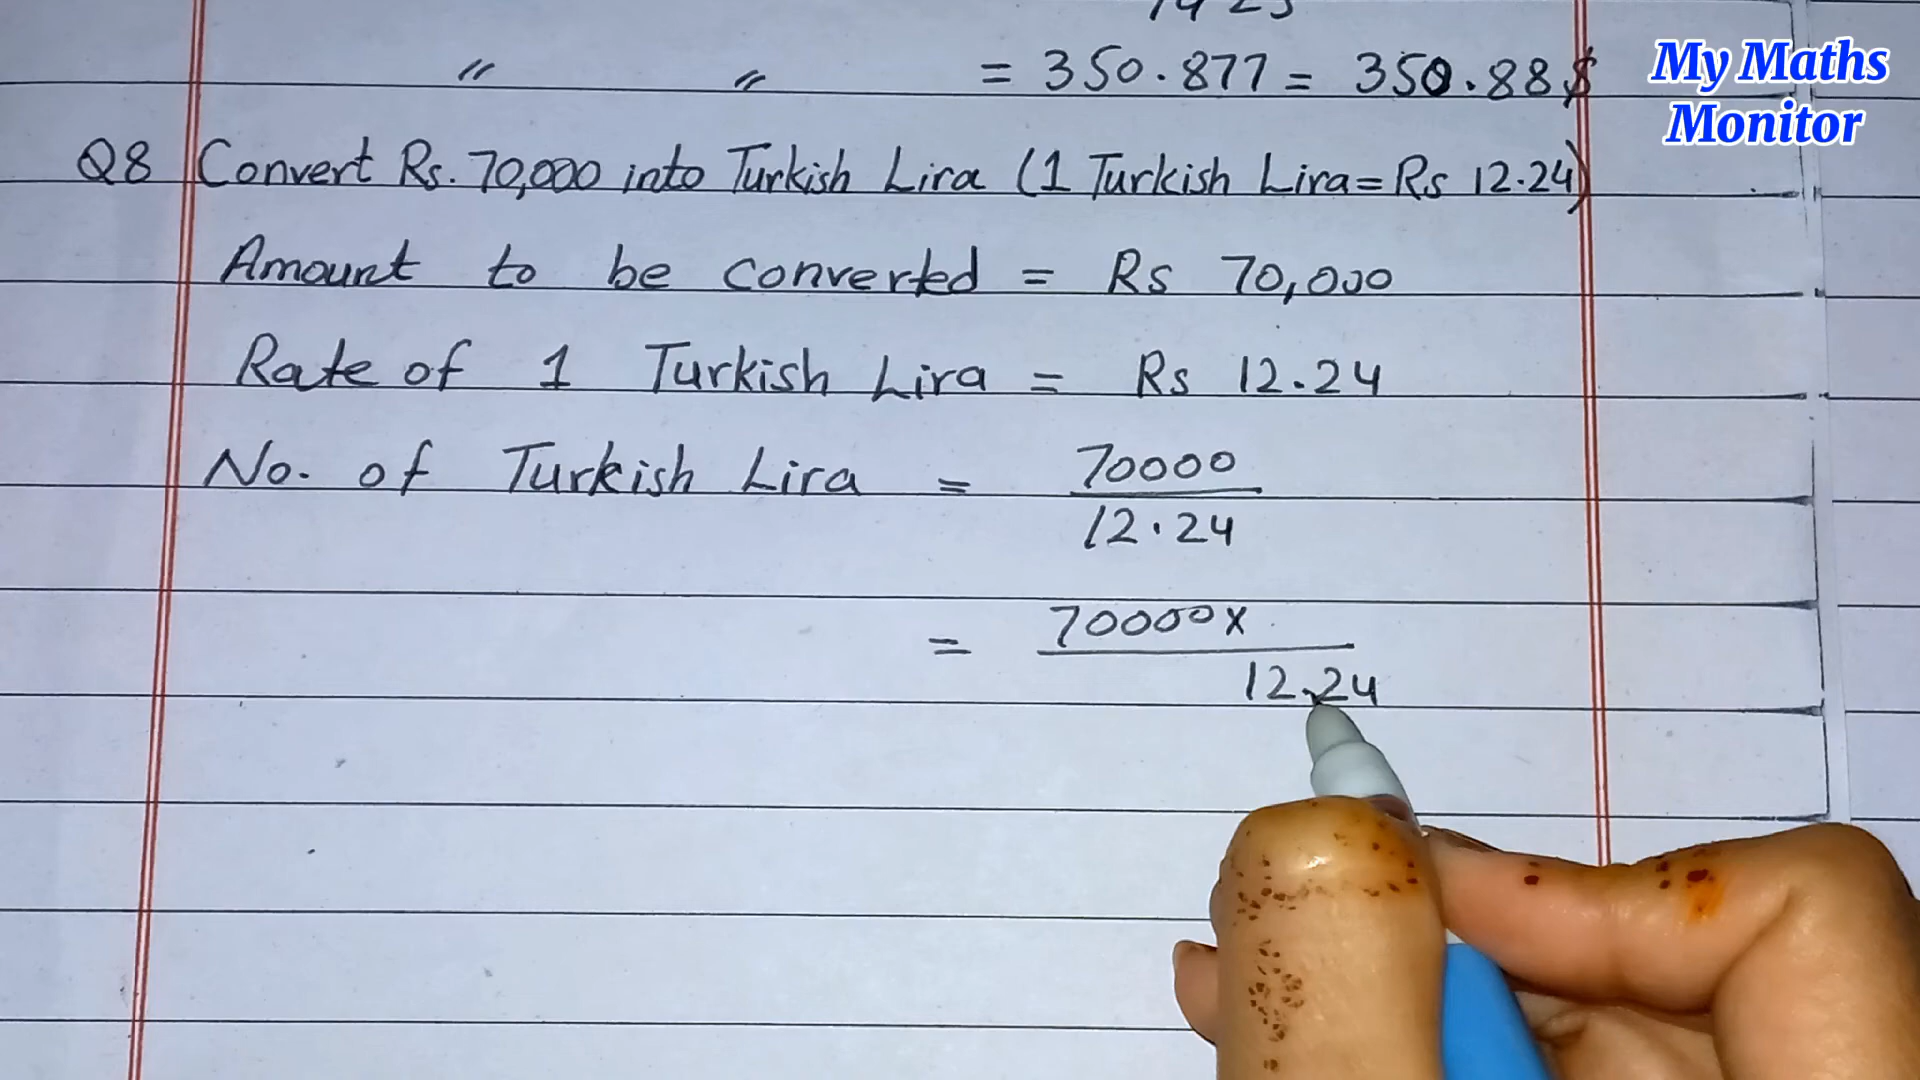 = 350.877 = 350.88$
My Maths
Monitor
Q8 Convert Rs. 70,000 into Turkish Lira (1 Turkish Lira = Rs 12.24)
Amount to be converted = Rs 70,000
Rate of 1 Turkish Lira = Rs 12.24
No. of Turkish Lira = 70000
12.24
= 70000x
12.24